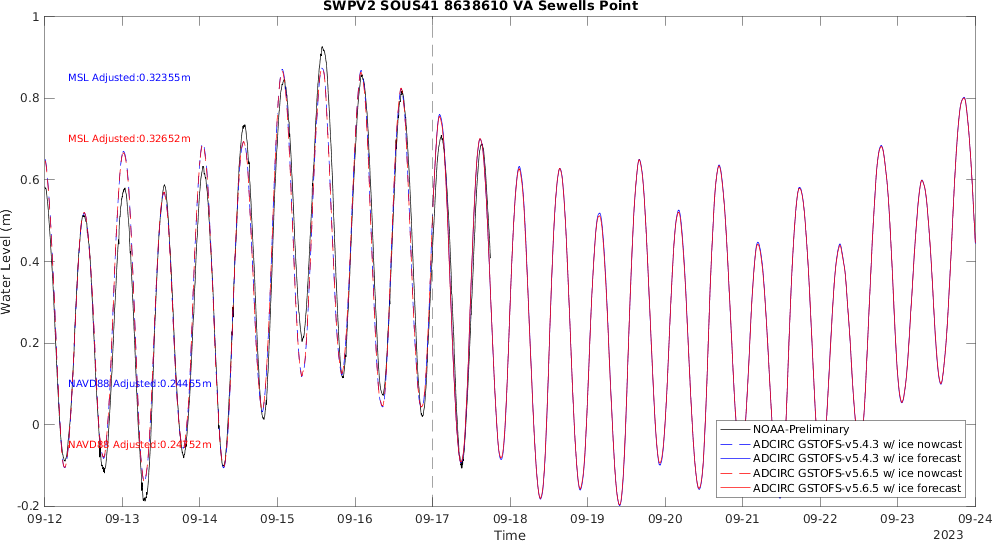 SWPV2 SOUS41 8638610 VA Sewells Point
1
0.8
0.6
0.4
0.2
0
-0.2
Water Level (m)
MSL Adjusted:0.32355m
MSL Adjusted:0.32652m
NAVD88 Adjusted:0.24465m
NAVD88 Adjusted:0.24752m
NOAA-Preliminary
ADCIRC GSTOFS-v5.4.3 w/ ice nowcast
ADCIRC GSTOFS-v5.4.3 w/ ice forecast
ADCIRC GSTOFS-v5.6.5 w/ ice nowcast
ADCIRC GSTOFS-v5.6.5 w/ ice forecast
09-12 09-13 09-14 09-15 09-16 09-17 09-18 09-19 09-20 09-21 09-22 09-23 09-24
Time
2023